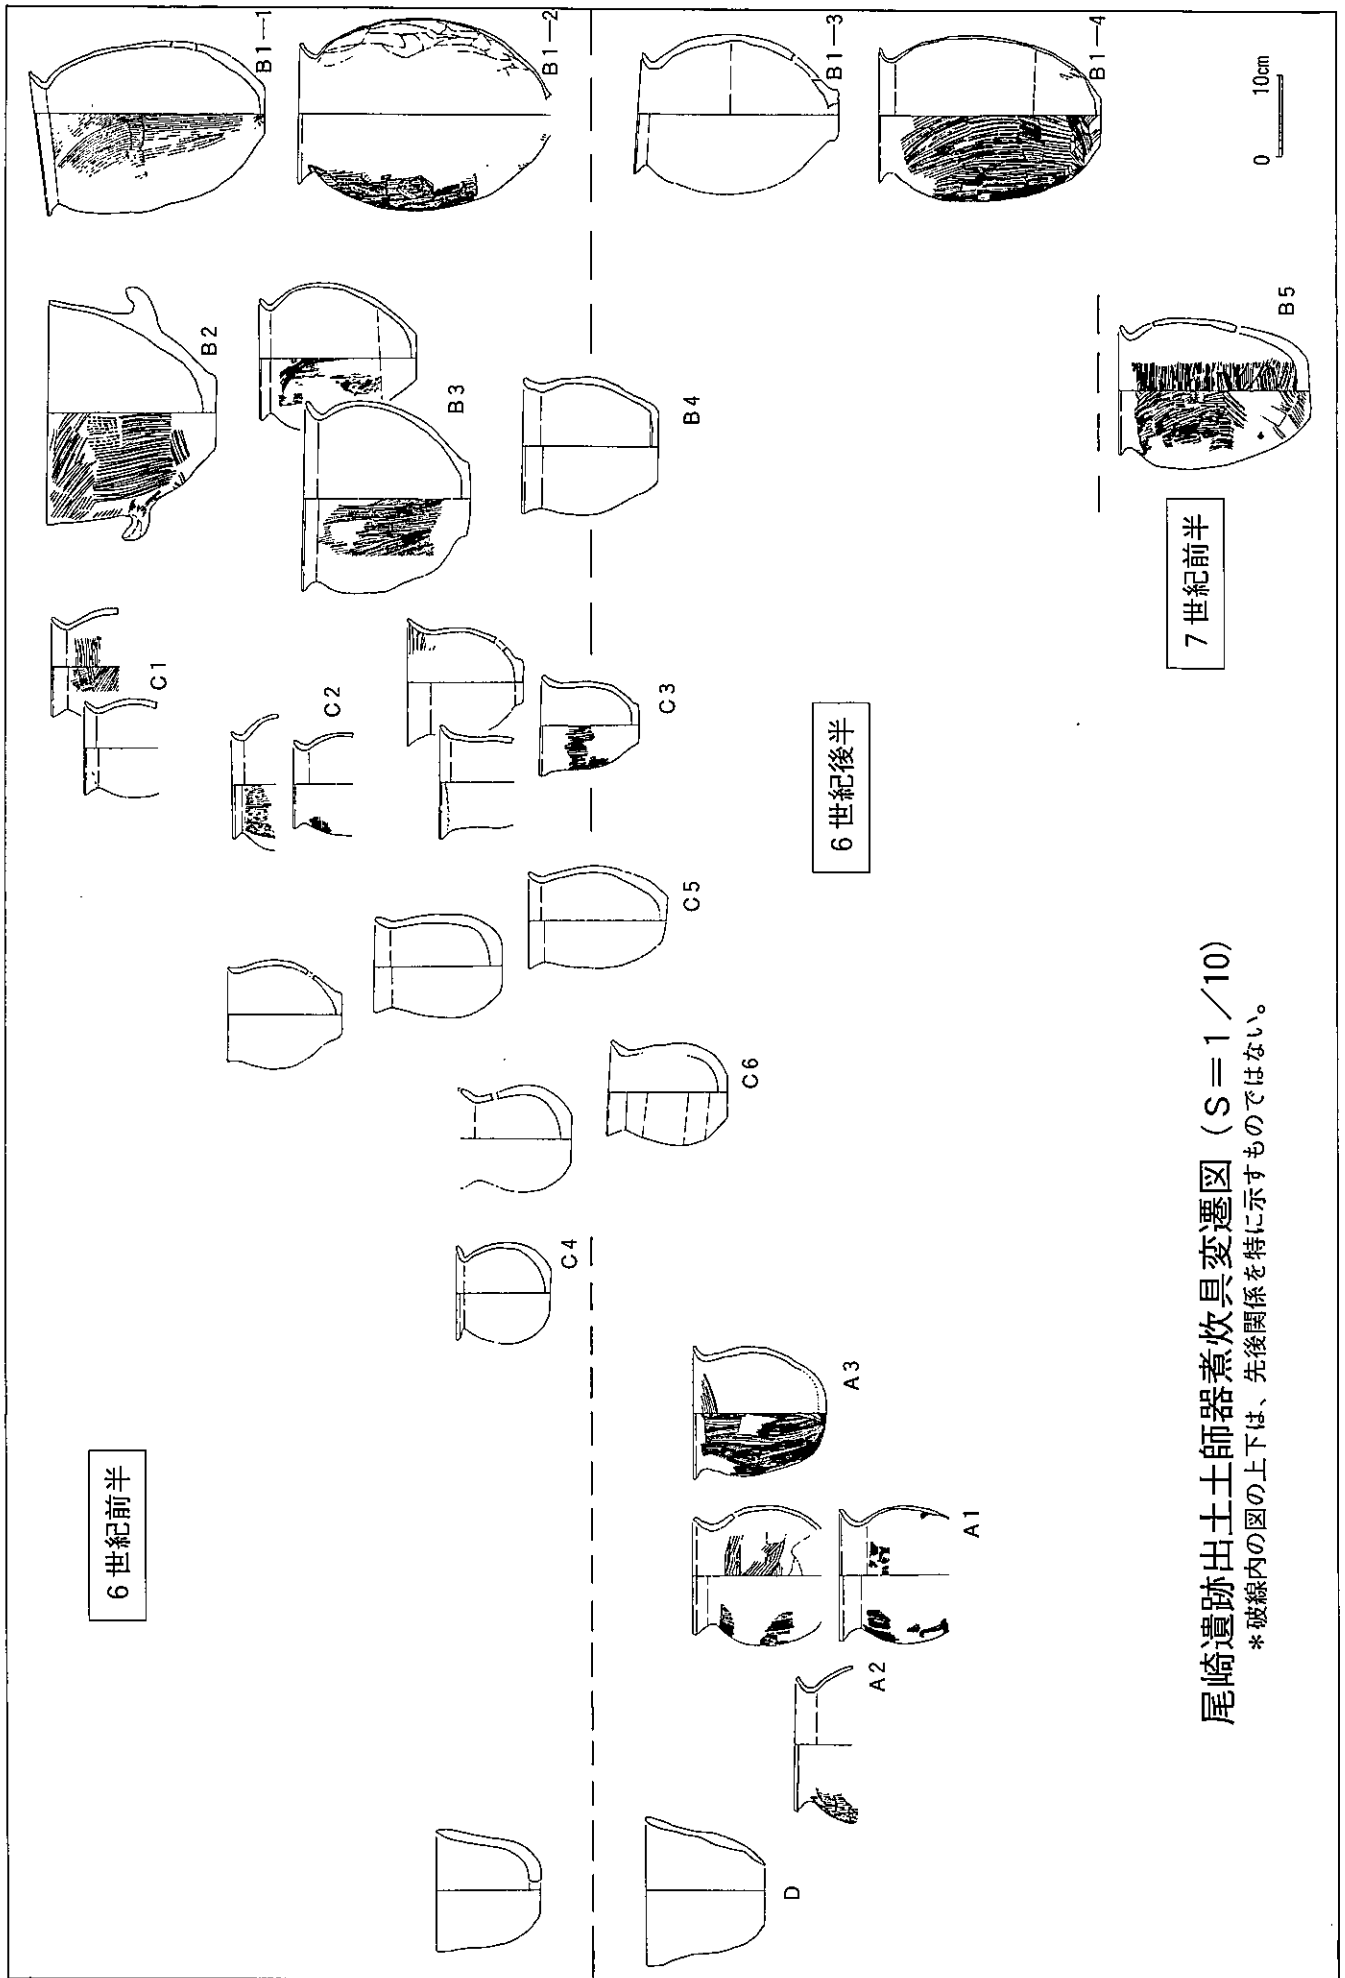 6世紀前半
6世紀後半
7世紀前半
D
A2
A1
A3
C4
C6
C5
C1
C2
C3
B2
B3
B4
B5
B1―1
B1―2
B1―3
B1―4
0 10cm
尾崎遺跡出土土師器煮炊具変遷図（S＝1／10）
＊破線内の図の上下は、先後関係を特に示すものではない。